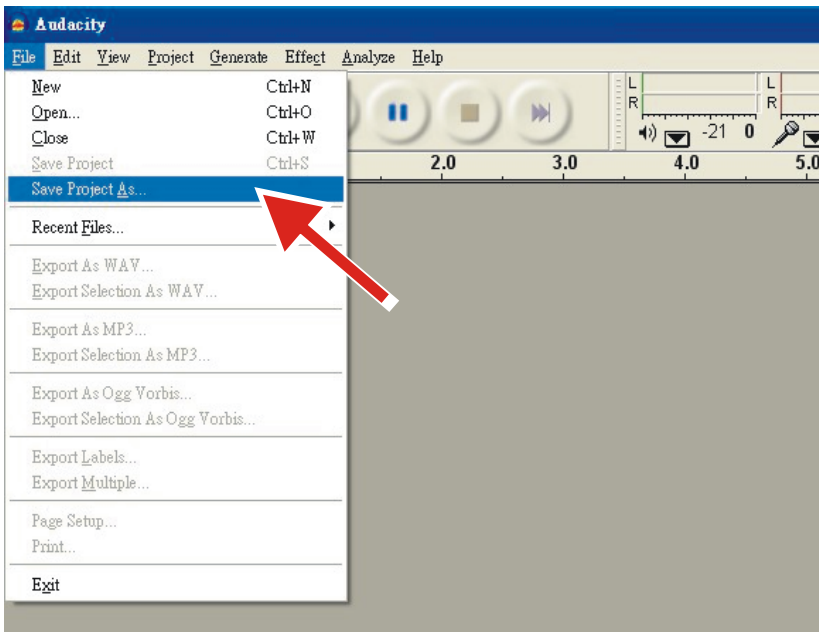 Audacity
File Edit View Project Generate Effect Analyze Help
New Ctrl+N
Open... Ctrl+O
Close Ctrl+W
Save Project Ctrl+S
Save Project As...
Recent Files...
Export As WAV...
Export Selection As WAV...
Export As MP3...
Export Selection As MP3...
Export As Ogg Vorbis...
Export Selection As Ogg Vorbis...
Export Labels...
Export Multiple...
Page Setup...
Print...
Exit
L L
R R
-21 0
2.0 3.0 4.0 5.0